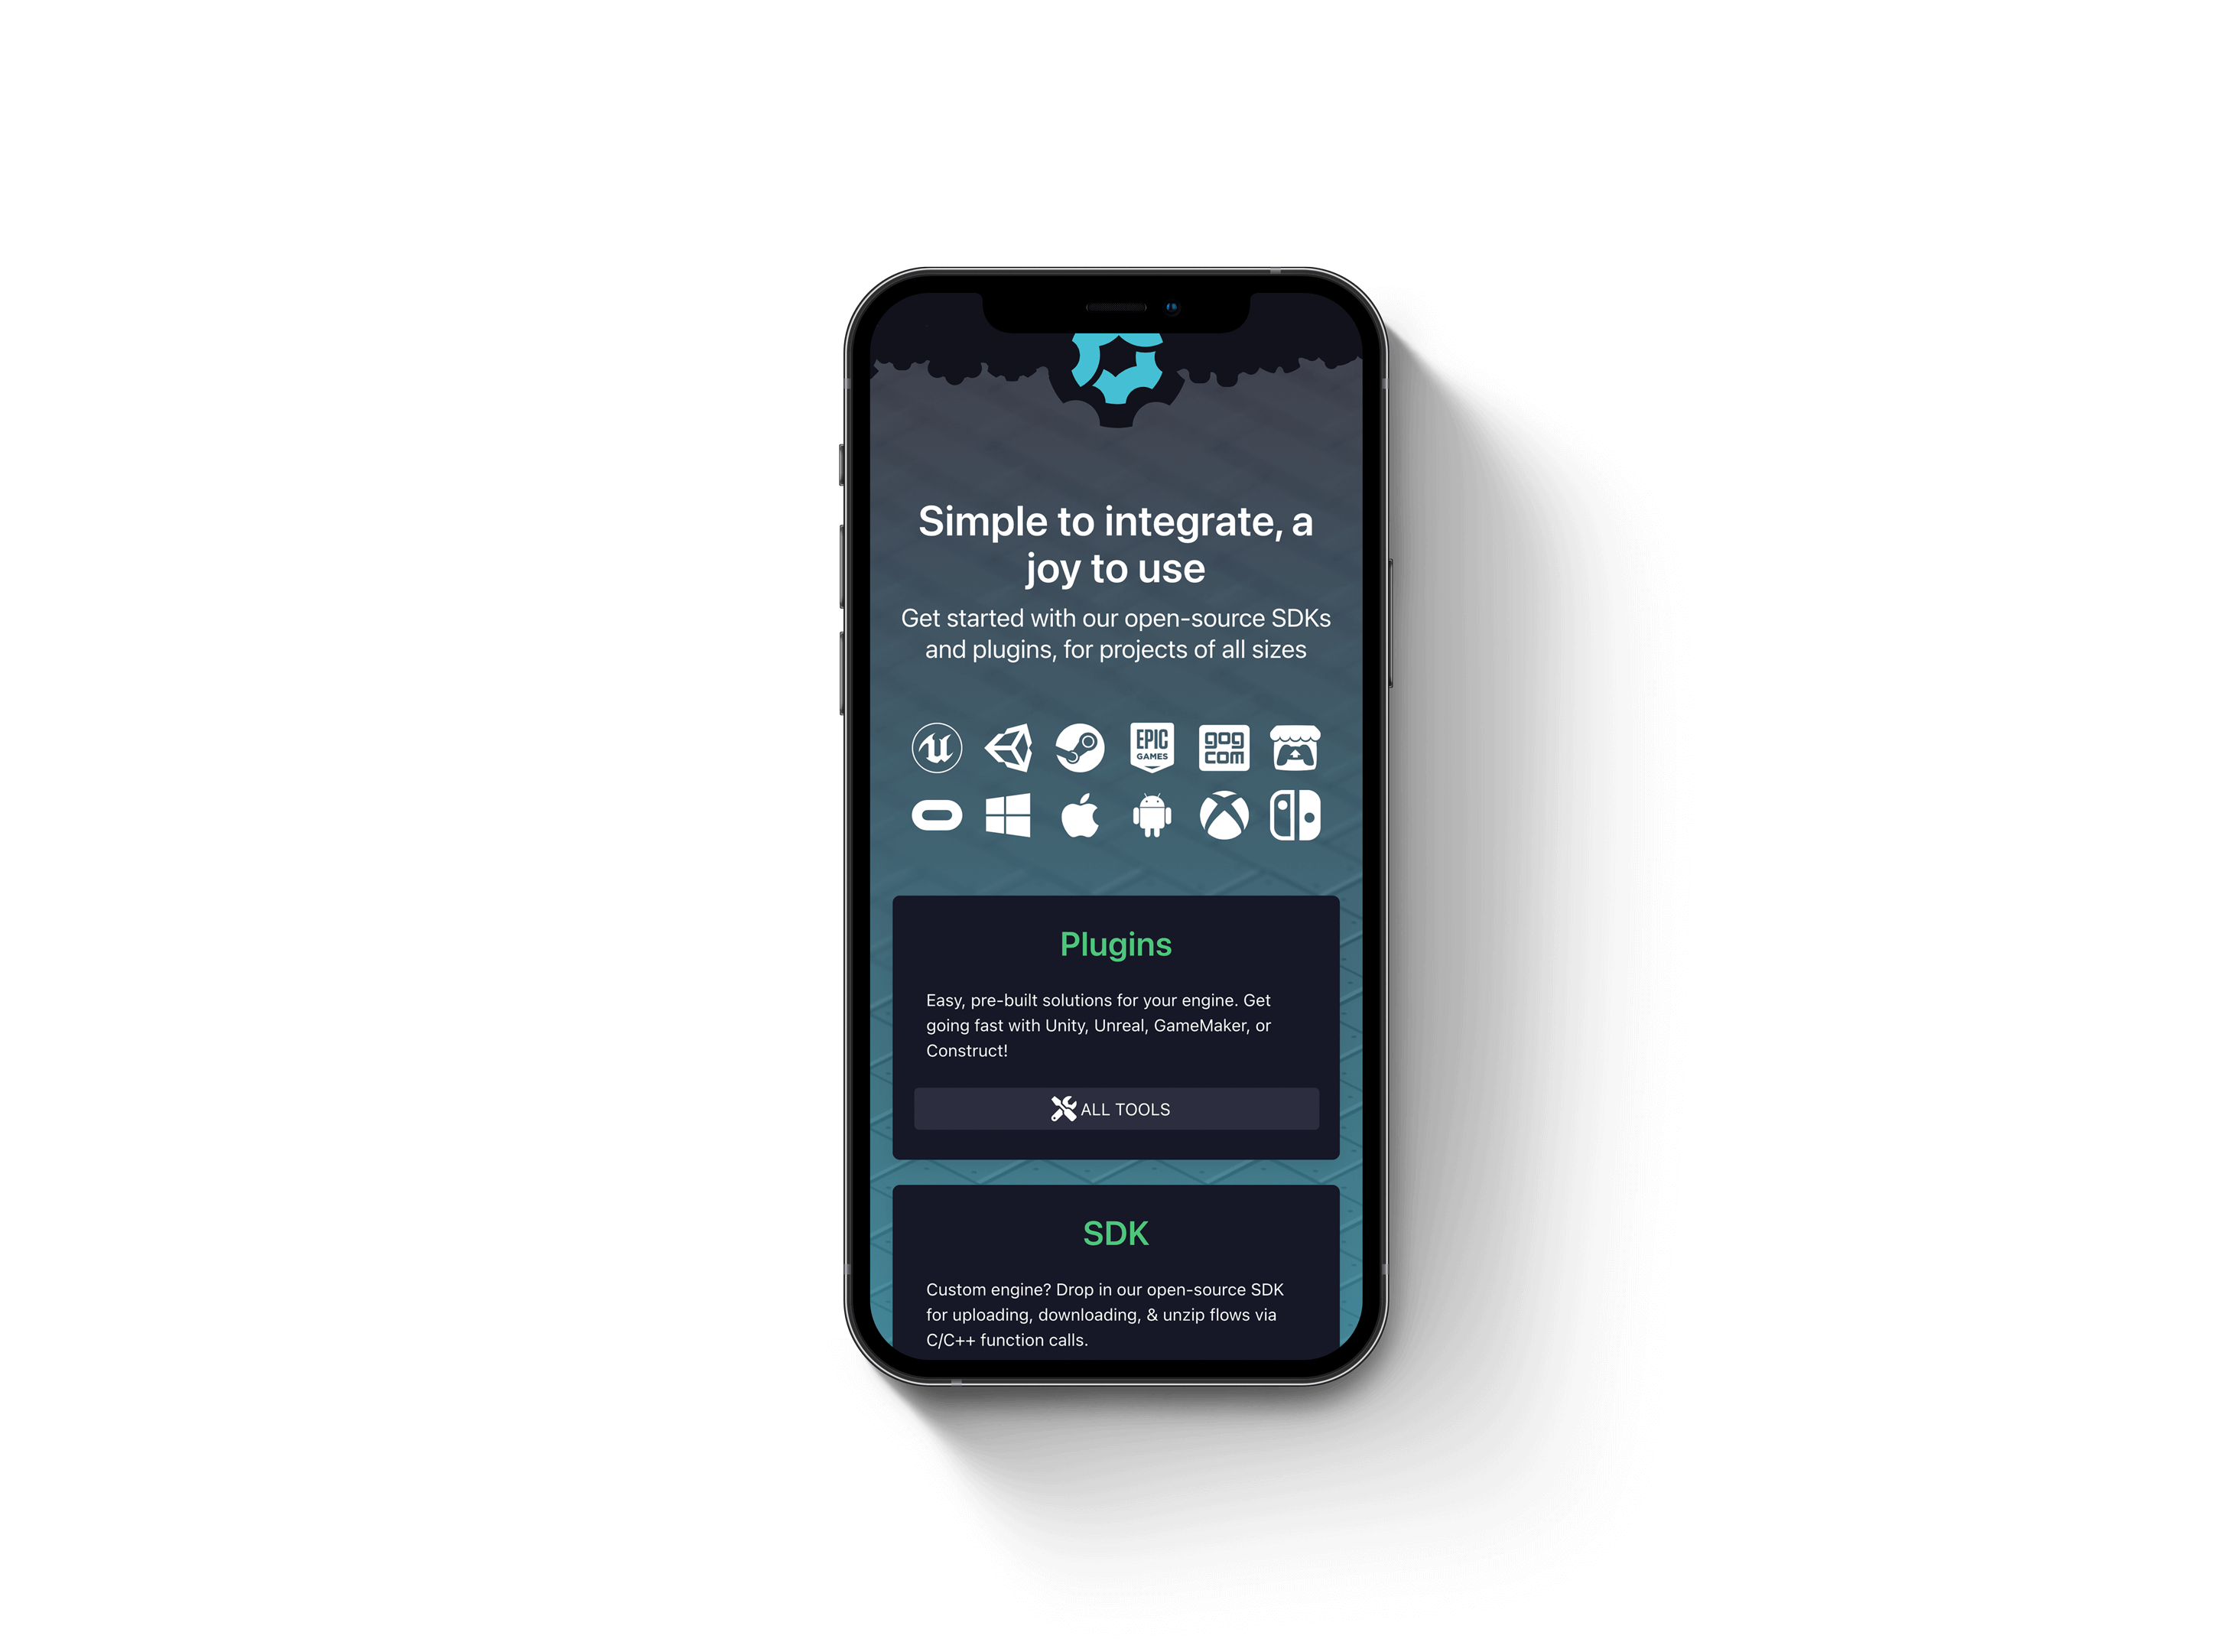 Simple to integrate, a
joy to use
Get started with our open-source SDKs
and plugins, for projects of all sizes
EPIC
GAMES
gog
com
Plugins
Easy, pre-built solutions for your engine. Get
going fast with Unity, Unreal, GameMaker, or
Construct!
ALL TOOLS
SDK
Custom engine? Drop in our open-source SDK
for uploading, downloading, & unzip flows via
C/C++ function calls.